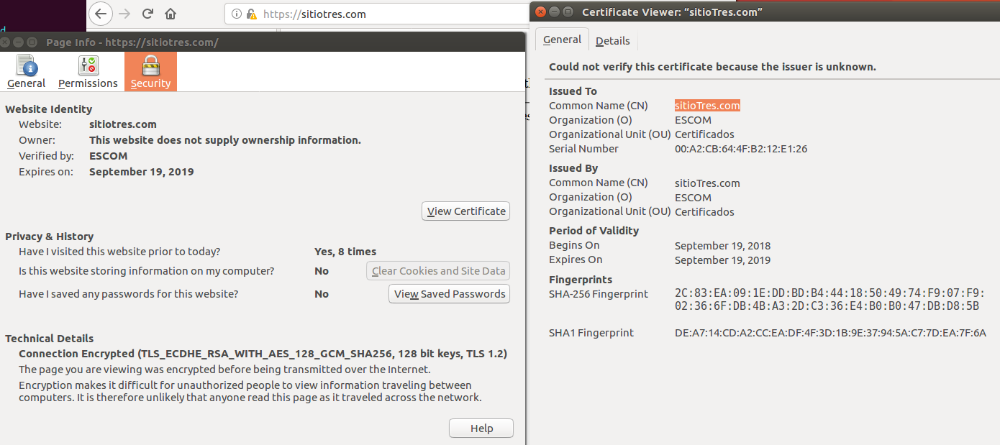 https://sitiotres.com
Page Info - https://sitiotres.com/
General
Permissions
Security
Website Identity
Website: sitiotres.com
Owner: This website does not supply ownership information.
Verified by: ESCOM
Expires on: September 19, 2019
View Certificate
Privacy & History
Have I visited this website prior to today? Yes, 8 times
Is this website storing information on my computer? No Clear Cookies and Site Data
Have I saved any passwords for this website? No View Saved Passwords
Technical Details
Connection Encrypted (TLS_ECDHE_RSA_WITH_AES_128_GCM_SHA256, 128 bit keys, TLS 1.2)
The page you are viewing was encrypted before being transmitted over the Internet.
Encryption makes it difficult for unauthorized people to view information traveling between
computers. It is therefore unlikely that anyone read this page as it traveled across the network.
Help
Certificate Viewer: “sitioTres.com”
General
Details
Could not verify this certificate because the issuer is unknown.
Issued To
Common Name (CN) sitioTres.com
Organization (O) ESCOM
Organizational Unit (OU) Certificados
Serial Number 00:A2:CB:64:4F:B2:12:E1:26
Issued By
Common Name (CN) sitioTres.com
Organization (O) ESCOM
Organizational Unit (OU) Certificados
Period of Validity
Begins On September 19, 2018
Expires On September 19, 2019
Fingerprints
SHA-256 Fingerprint 2C:83:EA:09:1E:DD:BD:B4:44:18:50:49:74:F9:07:F9:
02:36:6F:DB:4B:A3:2D:C3:36:E4:B0:B0:47:DB:D8:5B
SHA1 Fingerprint DE:A7:14:CD:A2:CC:EA:DF:4F:3D:1B:9E:37:94:5A:C7:7D:EA:7F:6A